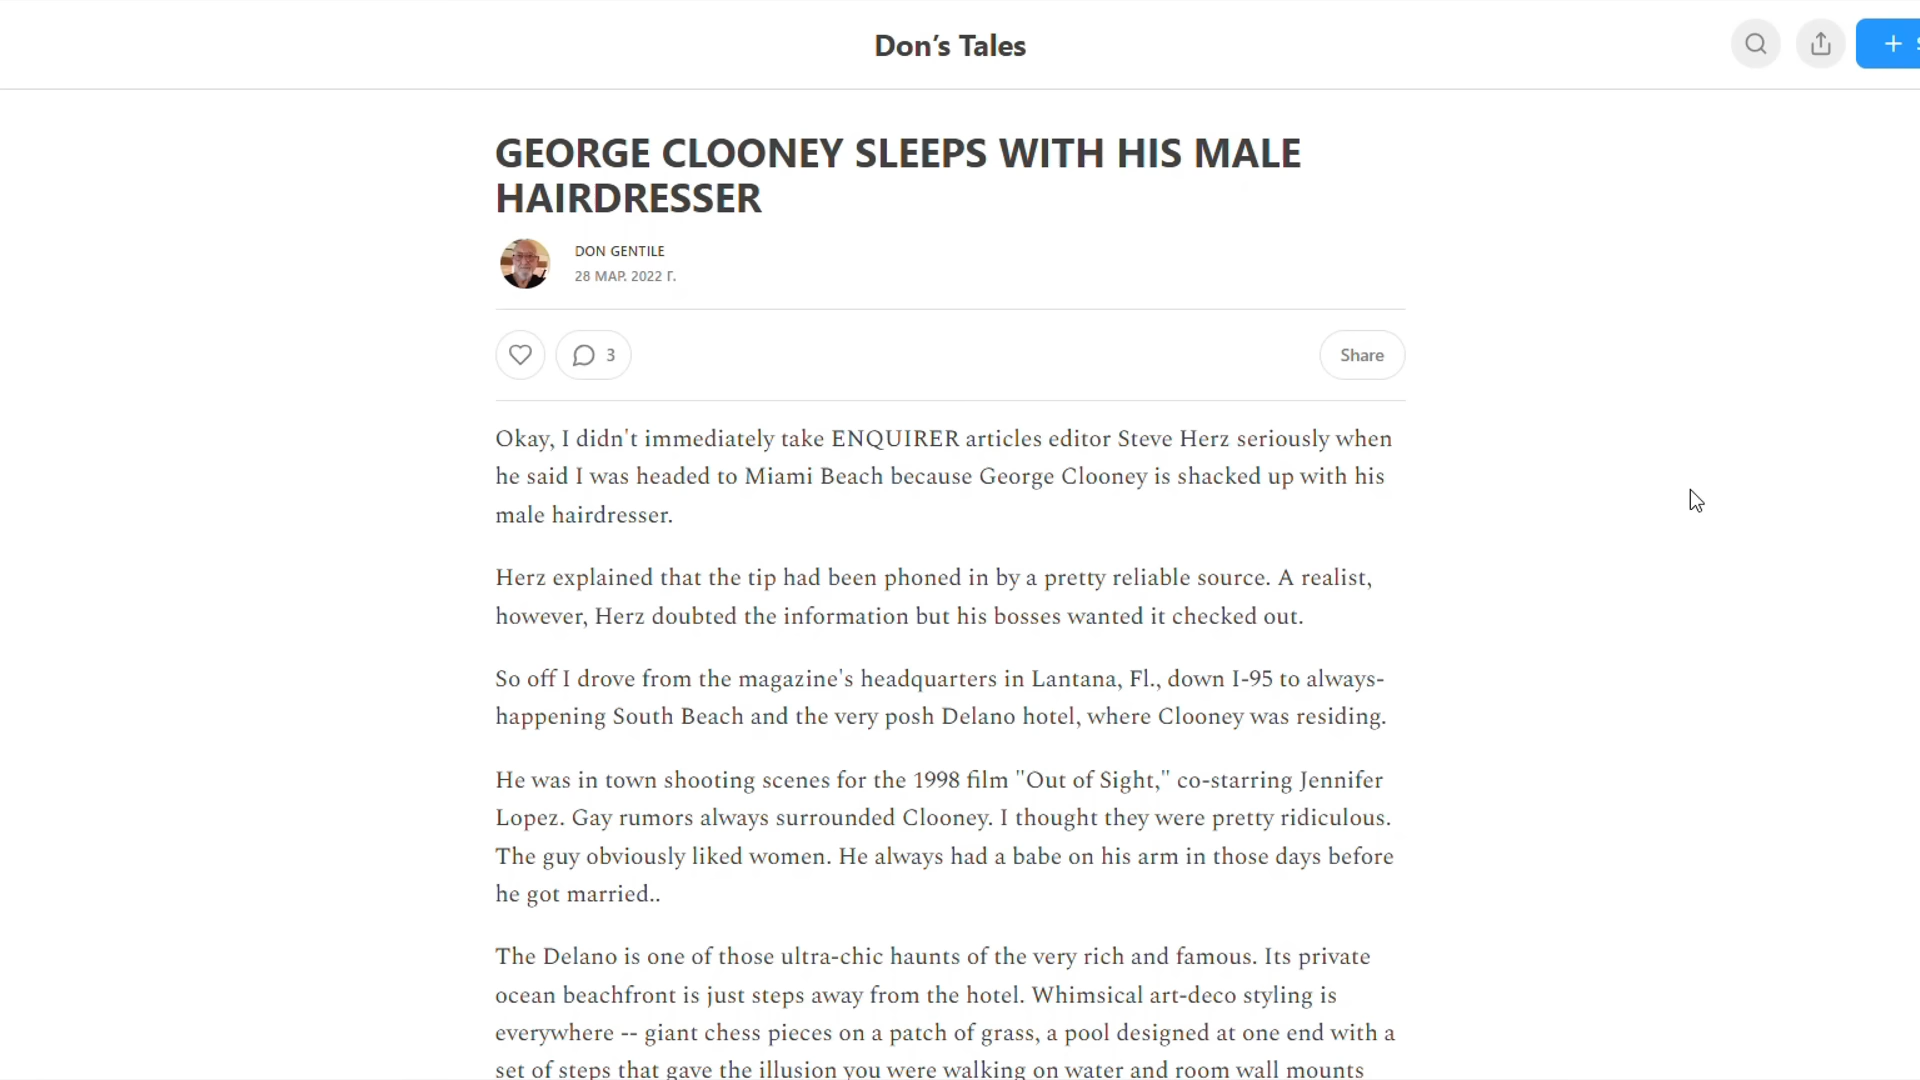 Don's Tales
GEORGE CLOONEY SLEEPS WITH HIS MALE
HAIRDRESSER
DON GENTILE
28 МАР. 2022 Г.
3
Share
Okay, I didn't immediately take ENQUIRER articles editor Steve Herz seriously when
he said I was headed to Miami Beach because George Clooney is shacked up with his
male hairdresser.
Herz explained that the tip had been phoned in by a pretty reliable source. A realist,
however, Herz doubted the information but his bosses wanted it checked out.
So off I drove from the magazine's headquarters in Lantana, Fl., down I-95 to always-
happening South Beach and the very posh Delano hotel, where Clooney was residing.
He was in town shooting scenes for the 1998 film "Out of Sight," co-starring Jennifer
Lopez. Gay rumors always surrounded Clooney. I thought they were pretty ridiculous.
The guy obviously liked women. He always had a babe on his arm in those days before
he got married..
The Delano is one of those ultra-chic haunts of the very rich and famous. Its private
ocean beachfront is just steps away from the hotel. Whimsical art-deco styling is
everywhere -- giant chess pieces on a patch of grass, a pool designed at one end with a
set of steps that gave the illusion you were walking on water and room wall mounts